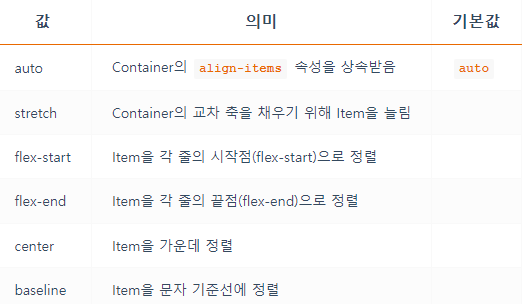 값 의미 기본값
auto Container의 align-items 속성을 상속받음 auto
stretch Container의 교차 축을 채우기 위해 Item을 늘림
flex-start Item을 각 줄의 시작점(flex-start)으로 정렬
flex-end Item을 각 줄의 끝점(flex-end)으로 정렬
center Item을 가운데 정렬
baseline Item을 문자 기준선에 정렬